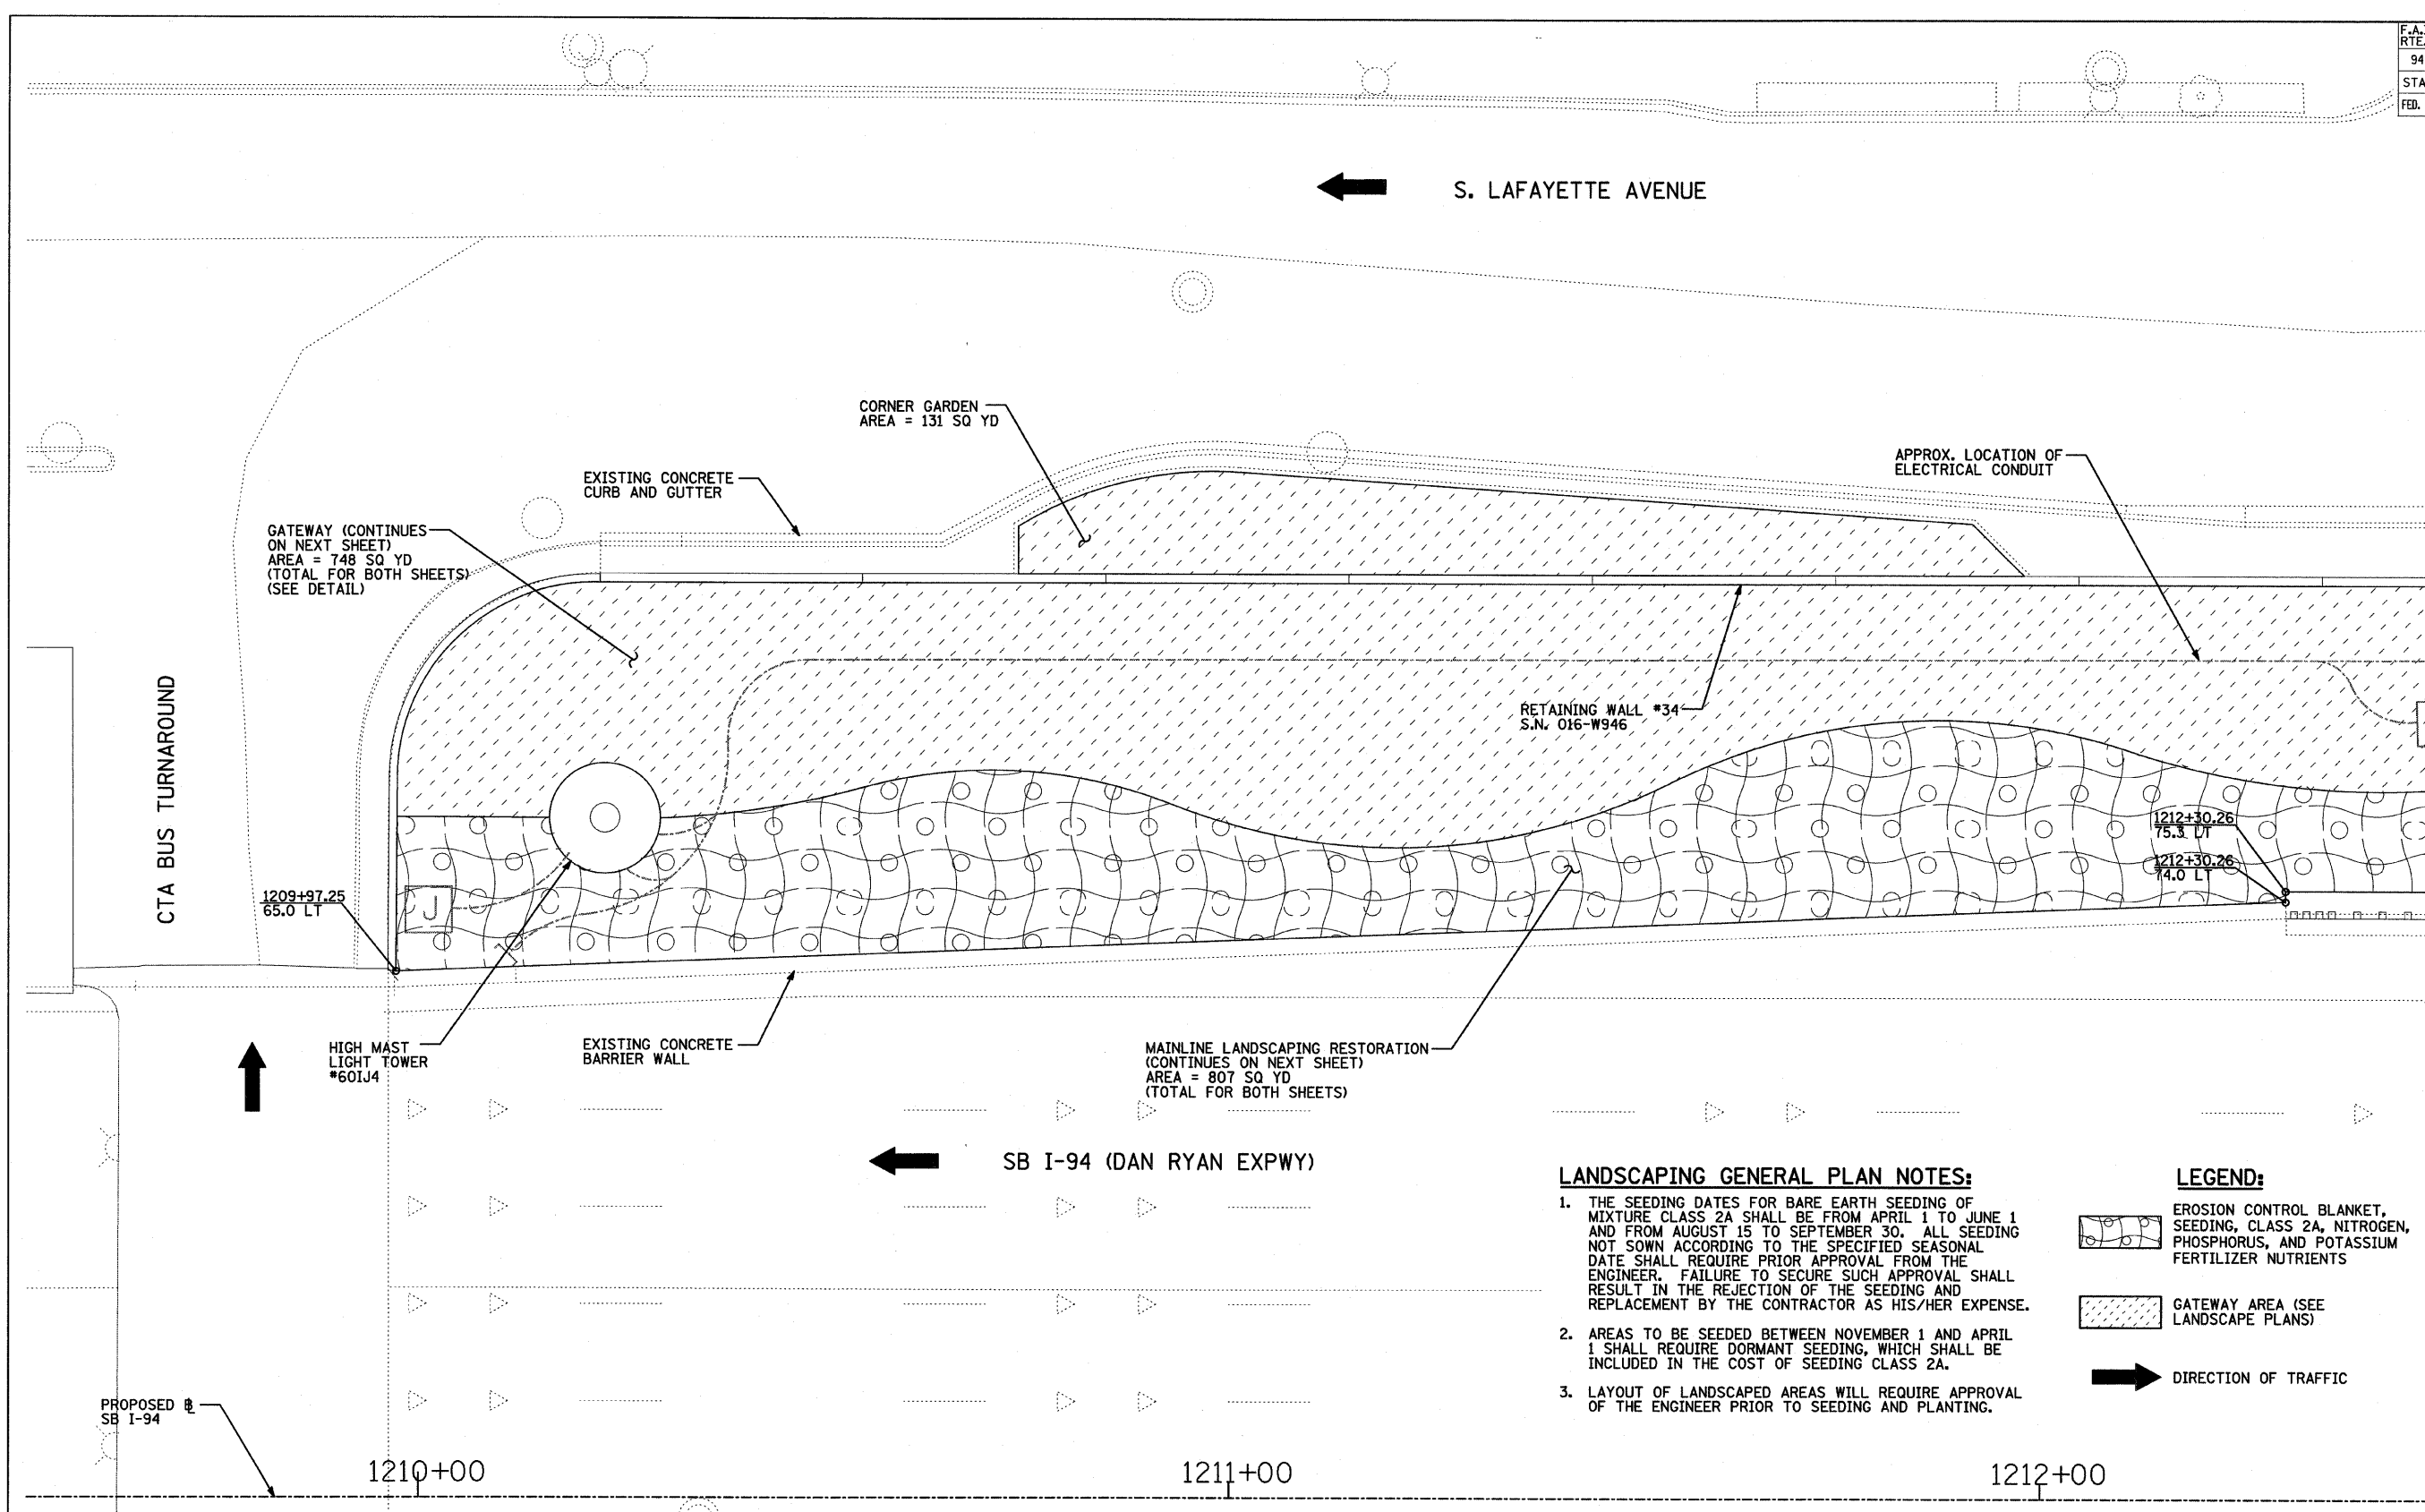 F.A.
RTE.
94
STA
FED.
S. LAFAYETTE AVENUE
CORNER GARDEN
AREA = 131 SQ YD
EXISTING CONCRETE
CURB AND GUTTER
APPROX. LOCATION OF
ELECTRICAL CONDUIT
GATEWAY (CONTINUES
ON NEXT SHEET)
AREA = 748 SQ YD
(TOTAL FOR BOTH SHEETS)
(SEE DETAIL)
CTA BUS TURNAROUND
RETAINING WALL #34
S.N. 016-W946
1212+30.26
75.3 LT
1212+30.26
74.0 LT
1209+97.25
65.0 LT
J
HIGH MAST
LIGHT TOWER
#60IJ4
EXISTING CONCRETE
BARRIER WALL
MAINLINE LANDSCAPING RESTORATION
(CONTINUES ON NEXT SHEET)
AREA = 807 SQ YD
(TOTAL FOR BOTH SHEETS)
SB I-94 (DAN RYAN EXPWY)
LANDSCAPING GENERAL PLAN NOTES:
1. THE SEEDING DATES FOR BARE EARTH SEEDING OF
MIXTURE CLASS 2A SHALL BE FROM APRIL 1 TO JUNE 1
AND FROM AUGUST 15 TO SEPTEMBER 30. ALL SEEDING
NOT SOWN ACCORDING TO THE SPECIFIED SEASONAL
DATE SHALL REQUIRE PRIOR APPROVAL FROM THE
ENGINEER. FAILURE TO SECURE SUCH APPROVAL SHALL
RESULT IN THE REJECTION OF THE SEEDING AND
REPLACEMENT BY THE CONTRACTOR AS HIS/HER EXPENSE.
2. AREAS TO BE SEEDED BETWEEN NOVEMBER 1 AND APRIL
1 SHALL REQUIRE DORMANT SEEDING, WHICH SHALL BE
INCLUDED IN THE COST OF SEEDING CLASS 2A.
3. LAYOUT OF LANDSCAPED AREAS WILL REQUIRE APPROVAL
OF THE ENGINEER PRIOR TO SEEDING AND PLANTING.
LEGEND:
EROSION CONTROL BLANKET,
SEEDING, CLASS 2A, NITROGEN,
PHOSPHORUS, AND POTASSIUM
FERTILIZER NUTRIENTS
GATEWAY AREA (SEE
LANDSCAPE PLANS)
DIRECTION OF TRAFFIC
PROPOSED ℄
SB I-94
1210+00
1211+00
1212+00